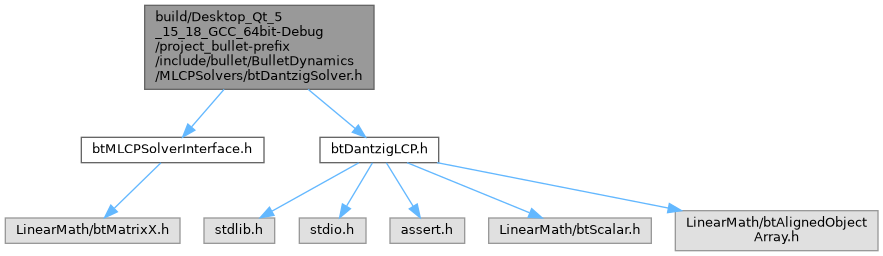 build/Desktop_Qt_5
_15_18_GCC_64bit-Debug
/project_bullet-prefix
/include/bullet/BulletDynamics
/MLCPSolvers/btDantzigSolver.h
btMLCPSolverInterface.h
btDantzigLCP.h
LinearMath/btMatrixX.h
stdlib.h
stdio.h
assert.h
LinearMath/btScalar.h
LinearMath/btAlignedObject
Array.h